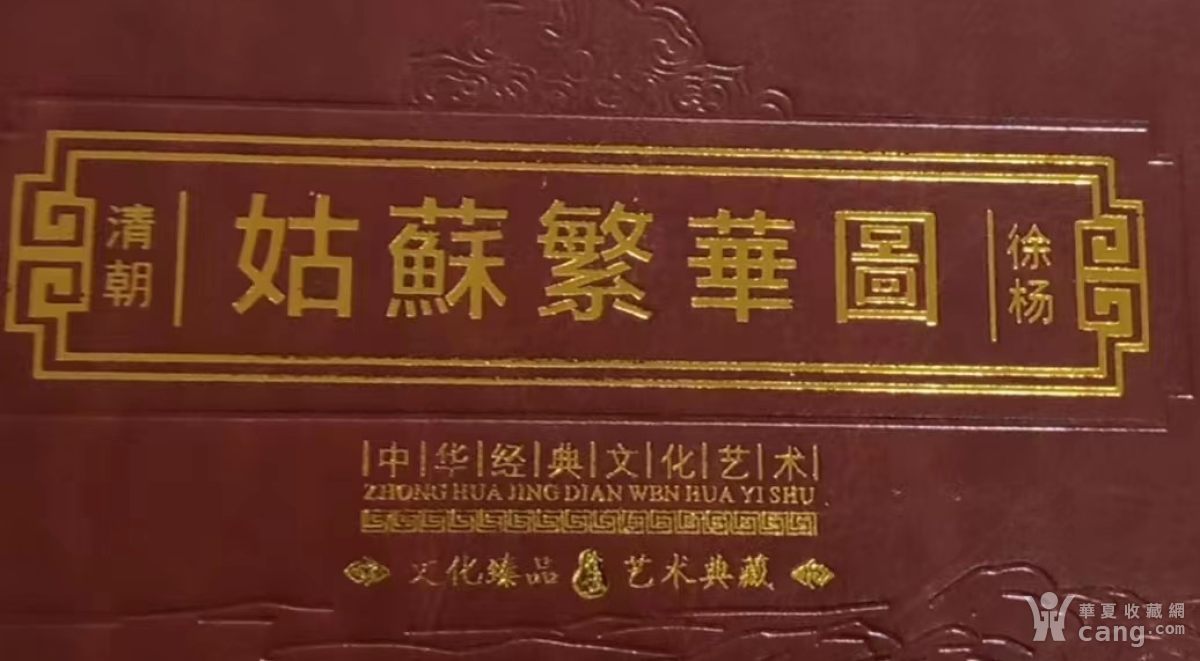 清朝 姑蘇繁華圖 徐杨
中华经典文化艺术
ZHONG HUA JING DIAN WEN HUA YI SHU
文化臻品 艺术典藏
華夏收藏網
cang.com